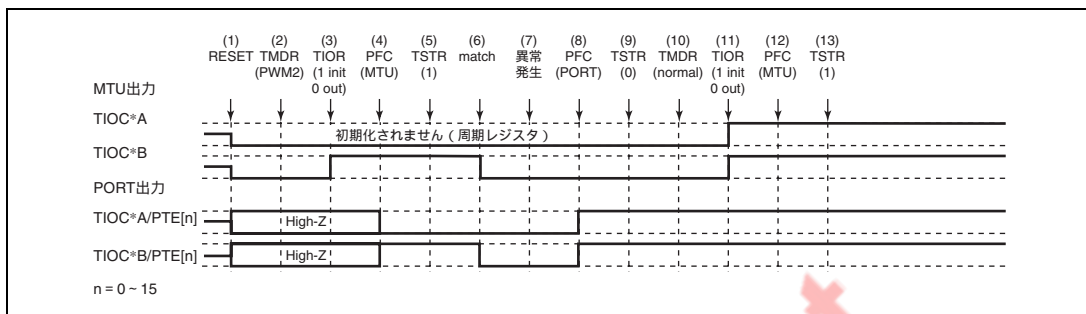 (1) (2) (3) (4) (5) (6) (7) (8) (9) (10) (11) (12) (13)
RESET TMDR TIOR PFC TSTR match 異常 PFC TSTR TMDR TIOR PFC TSTR
(PWM2) (1 init (MTU) (1) 発生 (PORT) (0) (normal) (1 init (MTU) (1)
MTU出力 0 out) 0 out)
TIOC*A
初期化されません（周期レジスタ）
TIOC*B
PORT出力
TIOC*A/PTE[n] High-Z
TIOC*B/PTE[n] High-Z
n = 0 ~ 15